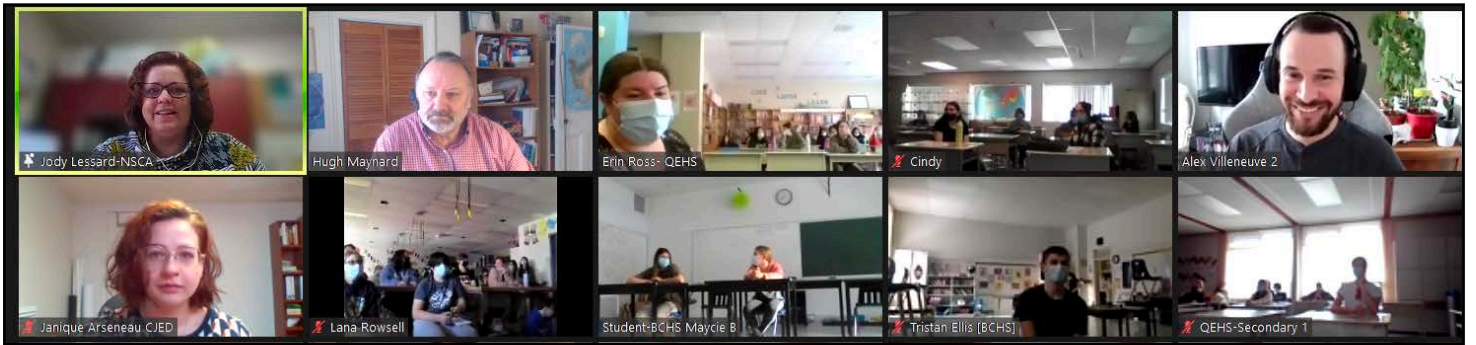 Jody Lessard-NSCA
Hugh Maynard
Erin Ross- QEHS
Cindy
Alex Villeneuve 2
Janique Arseneau CJED
Lana Rowsell
Student-BCHS Maycie B
Tristan Ellis [BCHS]
QEHS-Secondary 1